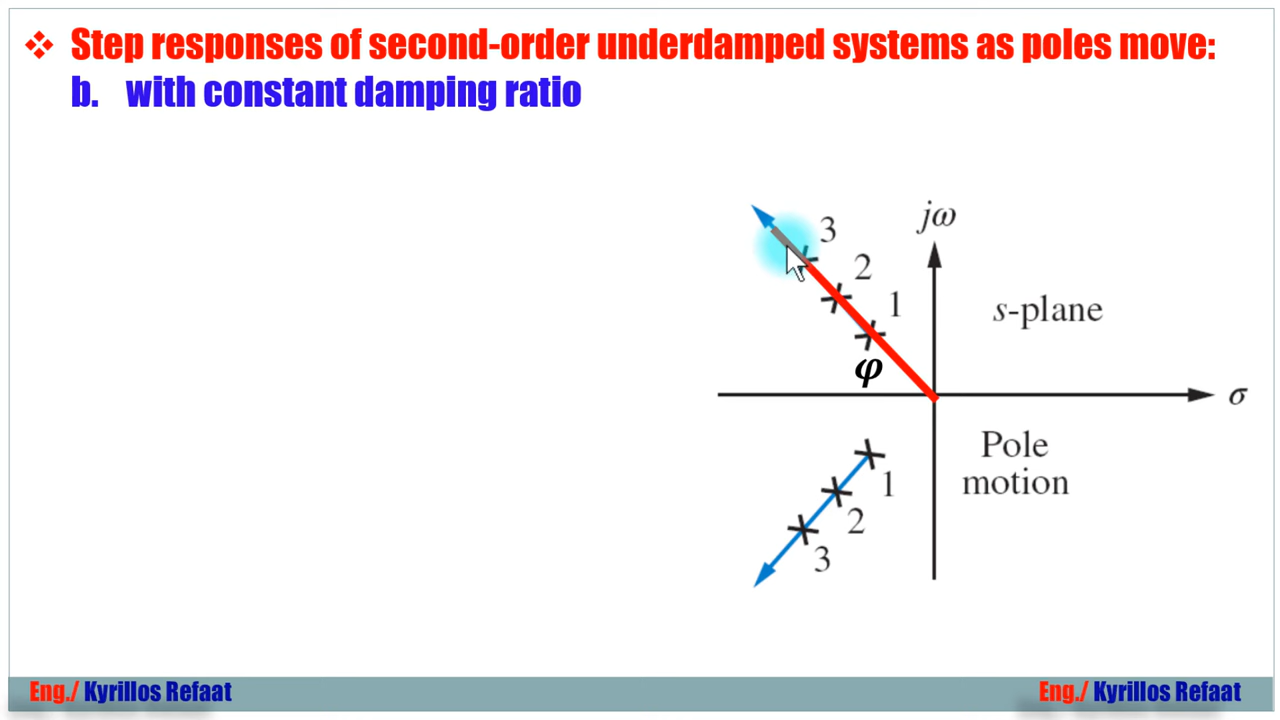 ❖ Step responses of second-order underdamped systems as poles move:
b. with constant damping ratio
jω
3
2
1
s-plane
φ
σ
Pole
motion
1
2
3
Eng./ Kyrillos Refaat
Eng./ Kyrillos Refaat